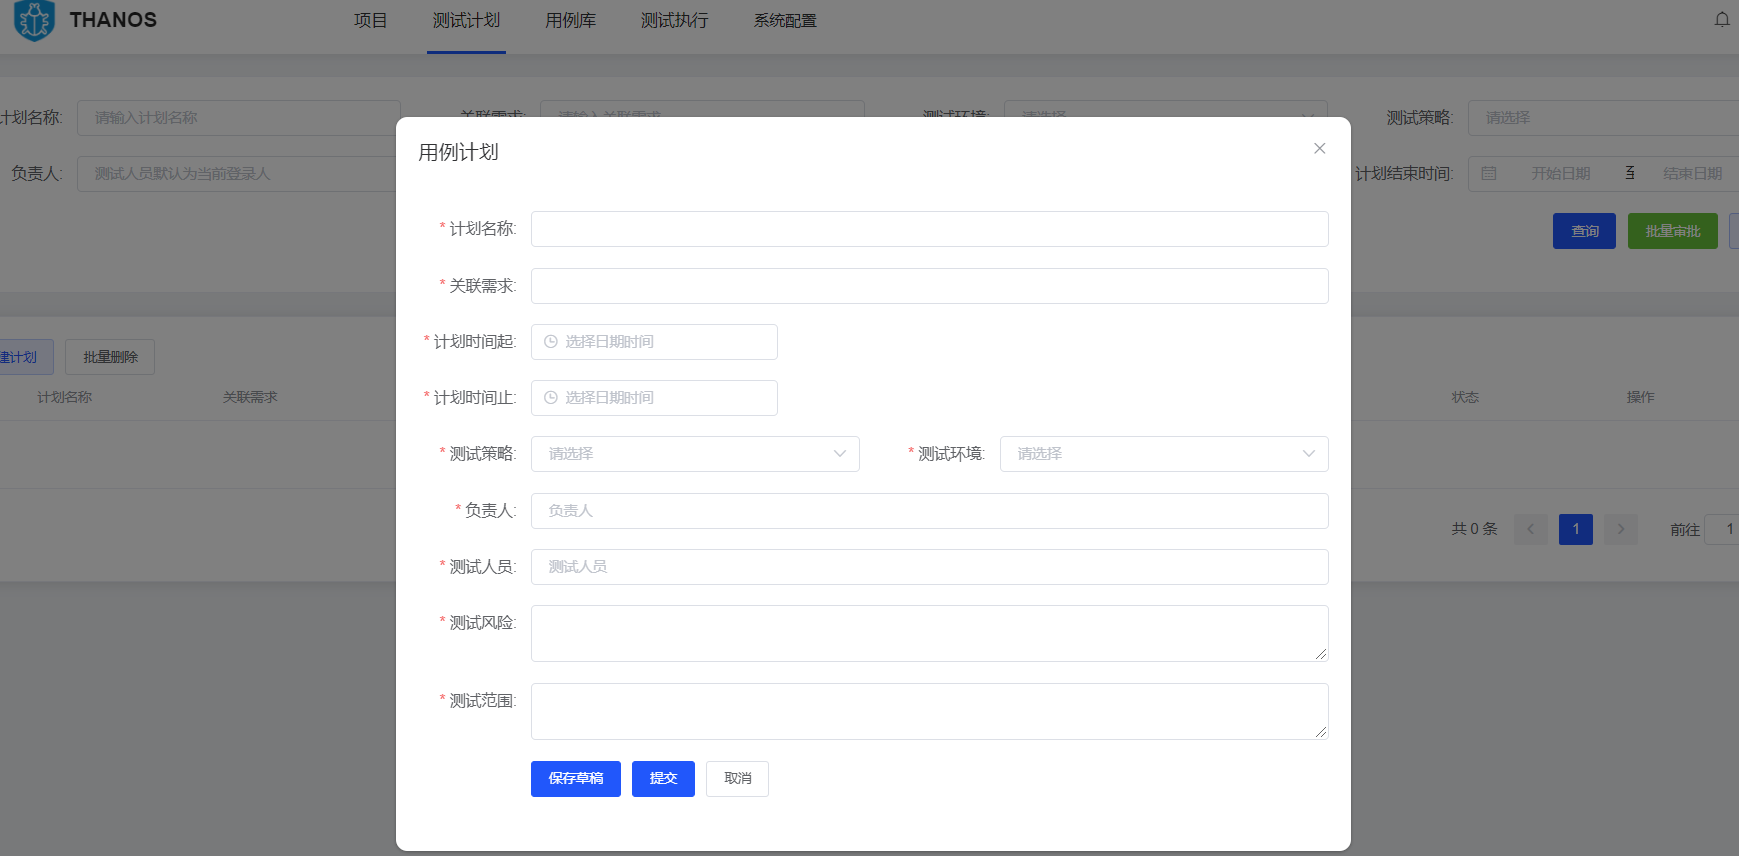 THANOS
项目
测试计划
用例库
测试执行
系统配置
计划名称:
请输入计划名称
关联需求:
请输入关联需求
测试环境:
请选择
测试策略:
请选择
负责人:
测试人员默认为当前登录人
计划结束时间:
开始日期
至
结束日期
查询
批量审批
建计划
批量删除
计划名称
关联需求
状态
操作
共 0 条
1
前往
1
用例计划
* 计划名称:
* 关联需求:
* 计划时间起:
选择日期时间
* 计划时间止:
选择日期时间
* 测试策略:
请选择
* 测试环境:
请选择
* 负责人:
负责人
* 测试人员:
测试人员
* 测试风险:
* 测试范围:
保存草稿
提交
取消